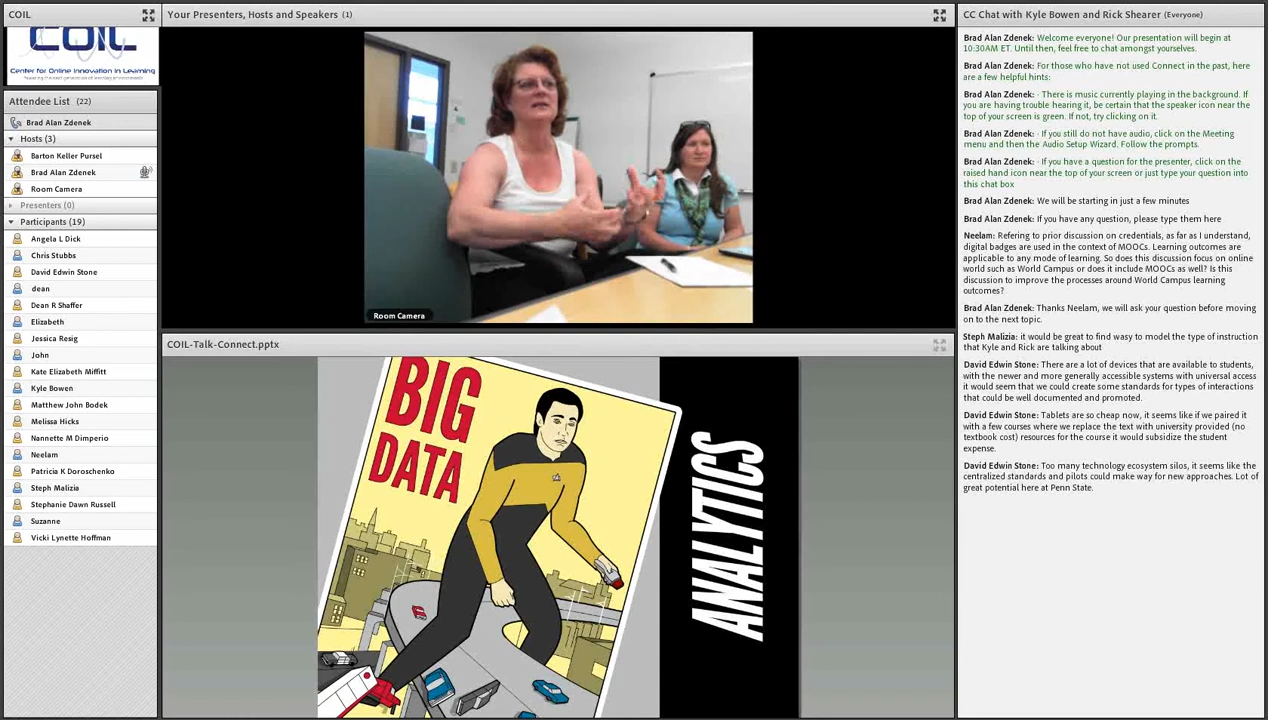 COIL
COIL
Center for Online Innovation in Learning
Attendee List (22)
Brad Alan Zdenek
Hosts (3)
Barton Keller Pursel
Brad Alan Zdenek
Room Camera
Presenters (0)
Participants (19)
Angela L Dick
Chris Stubbs
David Edwin Stone
dean
Dean R Shaffer
Elizabeth
Jessica Resig
John
Kate Elizabeth Miffitt
Kyle Bowen
Matthew John Bodek
Melissa Hicks
Nannette M Dimperio
Neelam
Patricia K Doroschenko
Steph Malizia
Stephanie Dawn Russell
Suzanne
Vicki Lynette Hoffman
Your Presenters, Hosts and Speakers (1)
Room Camera
COIL-Talk-Connect.pptx
BIG
DATA
ANALYTICS
CC Chat with Kyle Bowen and Rick Shearer (Everyone)
Brad Alan Zdenek: Welcome everyone! Our presentation will begin at
10:30AM ET. Until then, feel free to chat amongst yourselves.
Brad Alan Zdenek: For those who have not used Connect in the past, here
are a few helpful hints:
Brad Alan Zdenek: · There is music currently playing in the background. If
you are having trouble hearing it, be certain that the speaker icon near the
top of your screen is green. If not, try clicking on it.
Brad Alan Zdenek: · If you still do not have audio, click on the Meeting
menu and then the Audio Setup Wizard. Follow the prompts.
Brad Alan Zdenek: · If you have a question for the presenter, click on the
raised hand icon near the top of your screen or just type your question into
this chat box
Brad Alan Zdenek: We will be starting in just a few minutes
Brad Alan Zdenek: If you have any question, please type them here
Neelam: Refering to prior discussion on credentials, as far as I understand,
digital badges are used in the context of MOOCs. Learning outcomes are
applicable to any mode of learning. So does this discussion focus on online
world such as World Campus or does it include MOOCs as well? Is this
discussion to improve the processes around World Campus learning
outcomes?
Brad Alan Zdenek: Thanks Neelam, we will ask your question before moving
on to the next topic.
Steph Malizia: it would be great to find wasy to model the type of instruction
that Kyle and Rick are talking about
David Edwin Stone: There are a lot of devices that are available to students,
with the newer and more generally accessible systems with universal access
it would seem that we could create some standards for types of interactions
that could be well documented and promoted.
David Edwin Stone: Tablets are so cheap now, it seems like if we paired it
with a few courses where we replace the text with university provided (no
textbook cost) resources for the course it would subsidize the student
expense.
David Edwin Stone: Too many technology ecosystem silos, it seems like the
centralized standards and pilots could make way for new approaches. Lot of
great potential here at Penn State.